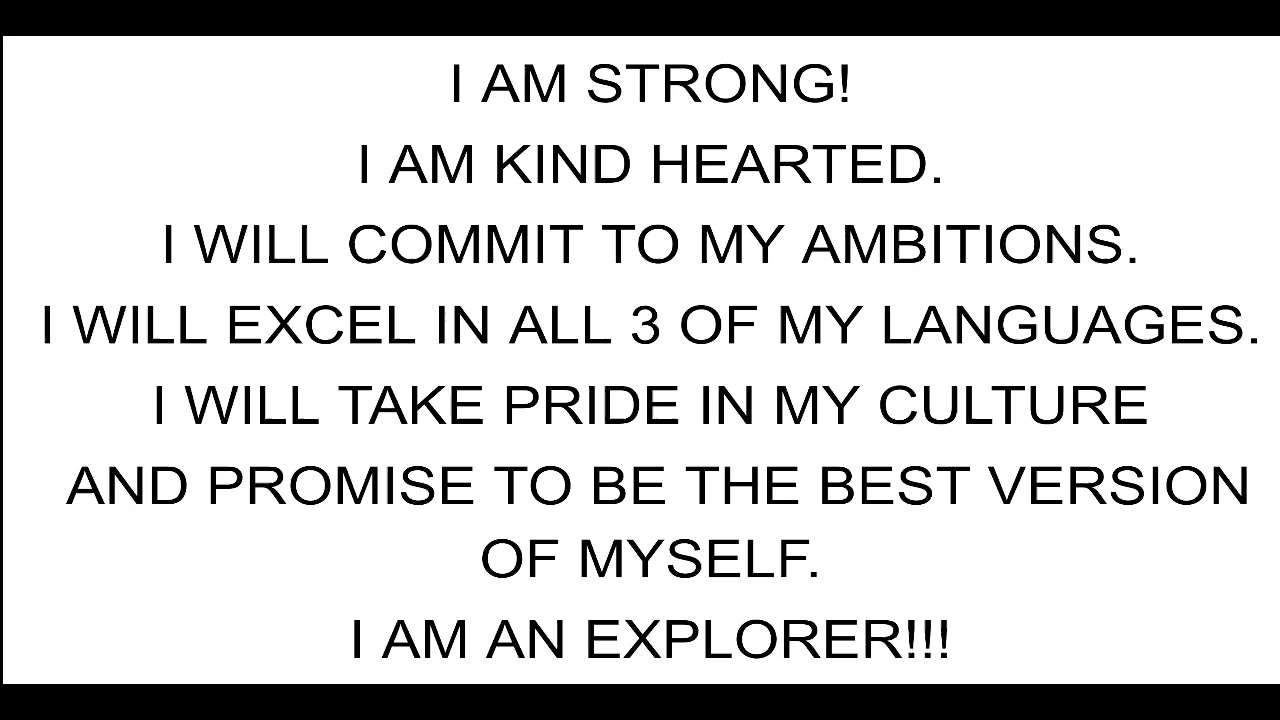 I AM STRONG!
I AM KIND HEARTED.
I WILL COMMIT TO MY AMBITIONS.
I WILL EXCEL IN ALL 3 OF MY LANGUAGES.
I WILL TAKE PRIDE IN MY CULTURE
AND PROMISE TO BE THE BEST VERSION
OF MYSELF.
I AM AN EXPLORER!!!